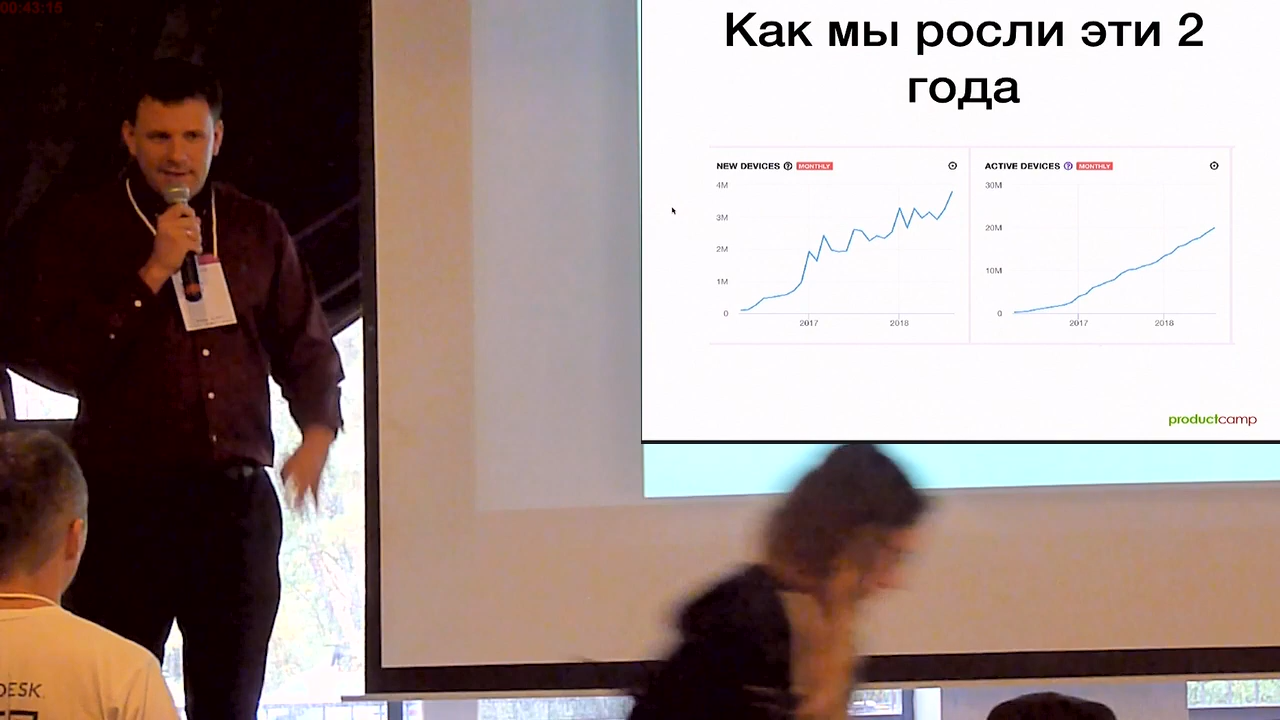 00:43:15
Как мы росли эти 2
года
NEW DEVICES ? MONTHLY
4M
3M
2M
1M
0
2017 2018
ACTIVE DEVICES ? MONTHLY
30M
20M
10M
0
2017 2018
productcamp
DESK